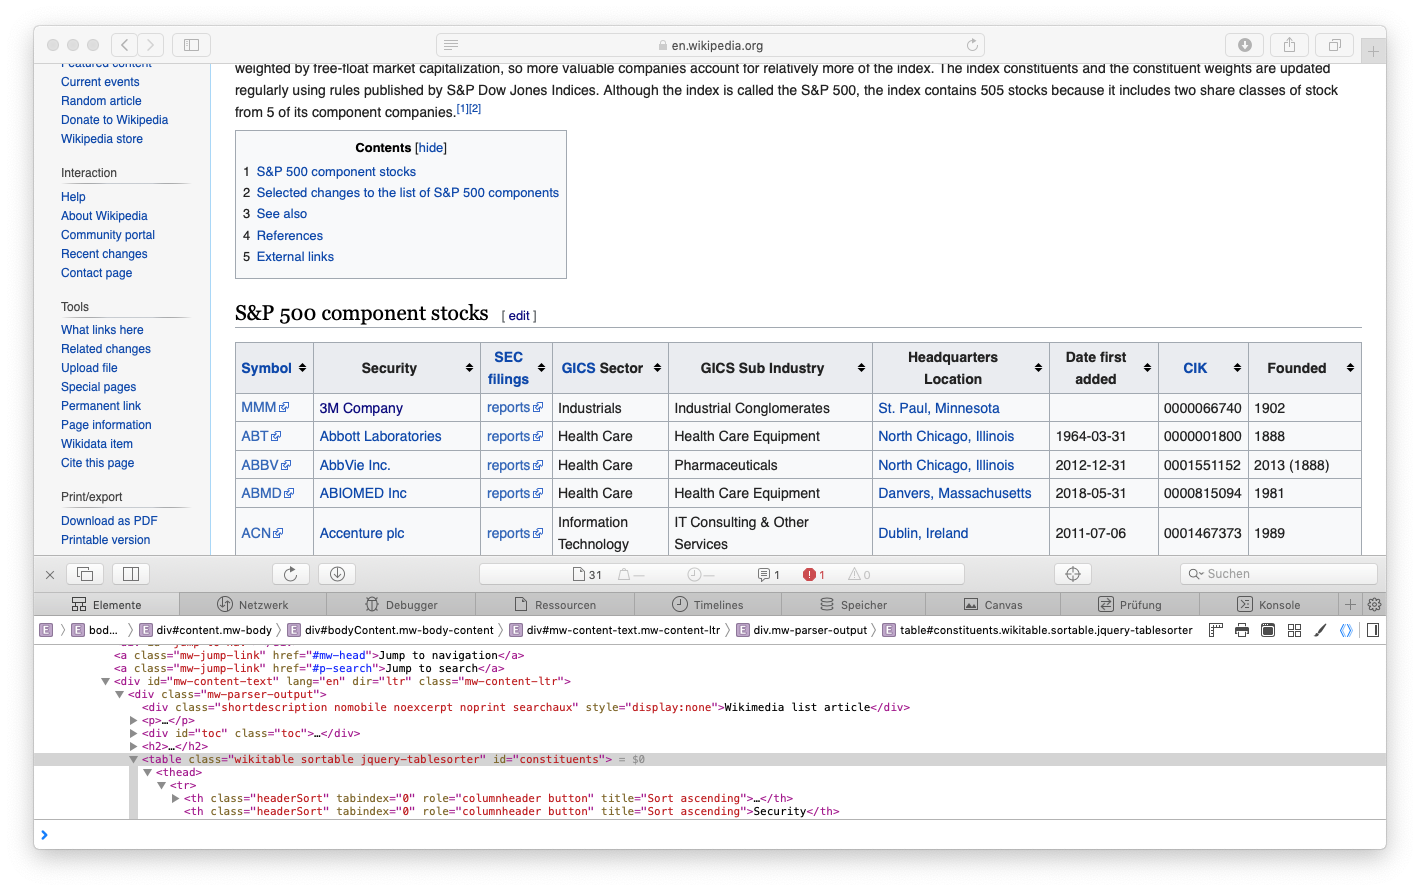 en.wikipedia.org
Featured content
Current events
Random article
Donate to Wikipedia
Wikipedia store
Interaction
Help
About Wikipedia
Community portal
Recent changes
Contact page
Tools
What links here
Related changes
Upload file
Special pages
Permanent link
Page information
Wikidata item
Cite this page
Print/export
Download as PDF
Printable version
weighted by free-float market capitalization, so more valuable companies account for relatively more of the index. The index constituents and the constituent weights are updated
regularly using rules published by S&P Dow Jones Indices. Although the index is called the S&P 500, the index contains 505 stocks because it includes two share classes of stock
from 5 of its component companies.[1][2]
Contents [hide]
1 S&P 500 component stocks
2 Selected changes to the list of S&P 500 components
3 See also
4 References
5 External links
S&P 500 component stocks [ edit ]
Symbol Security SEC filings GICS Sector GICS Sub Industry Headquarters Location Date first added CIK Founded
MMM 3M Company reports Industrials Industrial Conglomerates St. Paul, Minnesota 0000066740 1902
ABT Abbott Laboratories reports Health Care Health Care Equipment North Chicago, Illinois 1964-03-31 0000001800 1888
ABBV AbbVie Inc. reports Health Care Pharmaceuticals North Chicago, Illinois 2012-12-31 0001551152 2013 (1888)
ABMD ABIOMED Inc reports Health Care Health Care Equipment Danvers, Massachusetts 2018-05-31 0000815094 1981
ACN Accenture plc reports Information Technology IT Consulting & Other Services Dublin, Ireland 2011-07-06 0001467373 1989
31 — — 1 1 0 Suchen
Elemente Netzwerk Debugger Ressourcen Timelines Speicher Canvas Prüfung Konsole
E E bod... E div#content.mw-body E div#bodyContent.mw-body-content E div#mw-content-text.mw-content-ltr E div.mw-parser-output E table#constituents.wikitable.sortable.jquery-tablesorter
<a class="mw-jump-link" href="#mw-head">Jump to navigation</a>
<a class="mw-jump-link" href="#p-search">Jump to search</a>
<div id="mw-content-text" lang="en" dir="ltr" class="mw-content-ltr">
<div class="mw-parser-output">
<div class="shortdescription nomobile noexcerpt noprint searchaux" style="display:none">Wikimedia list article</div>
<p>…</p>
<div id="toc" class="toc">…</div>
<h2>…</h2>
<table class="wikitable sortable jquery-tablesorter" id="constituents"> = $0
<thead>
<tr>
<th class="headerSort" tabindex="0" role="columnheader button" title="Sort ascending">…</th>
<th class="headerSort" tabindex="0" role="columnheader button" title="Sort ascending">Security</th>